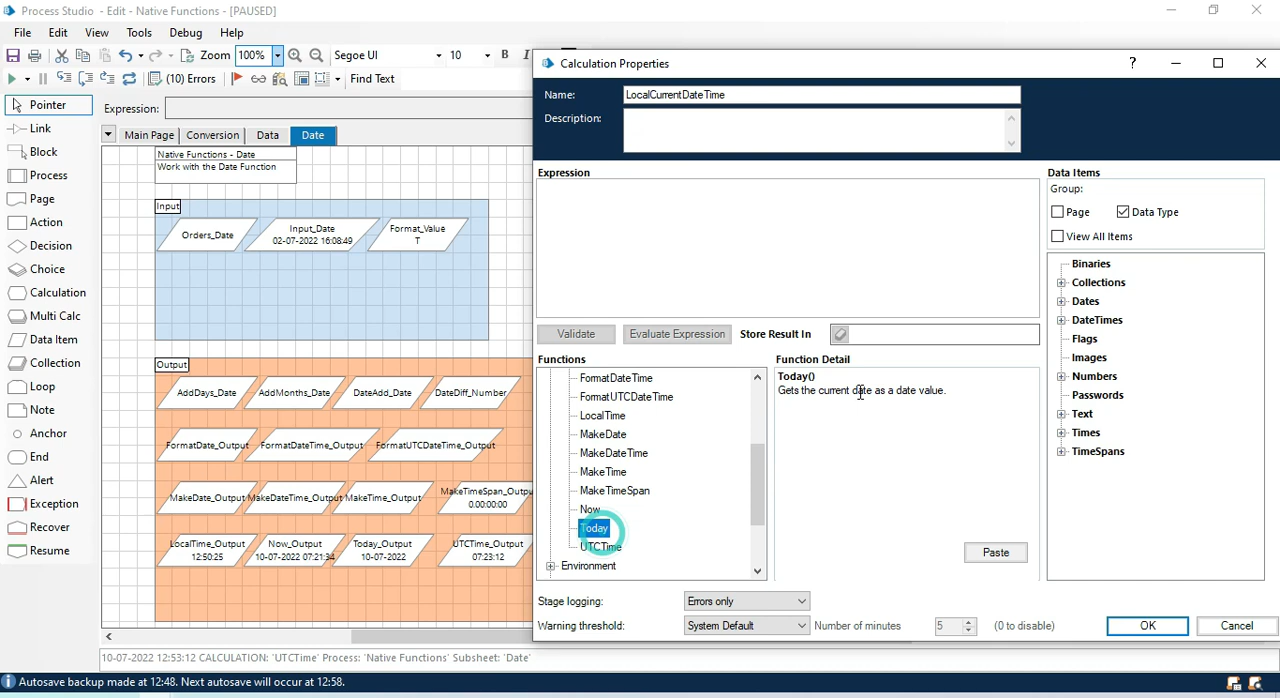 Process Studio - Edit - Native Functions - [PAUSED]
File Edit View Tools Debug Help
Zoom 100% Segoe UI 10 B I
(10) Errors Find Text
Pointer
Link
Block
Process
Page
Action
Decision
Choice
Calculation
Multi Calc
Data Item
Collection
Loop
Note
Anchor
End
Alert
Exception
Recover
Resume
Expression:
Main Page Conversion Data Date
Native Functions - Date
Work with the Date Function
Input
Orders_Date
Input_Date
02-07-2022 16:08:49
Format_Value
T
Output
AddDays_Date AddMonths_Date DateAdd_Date DateDiff_Number
FormatDate_Output FormatDateTime_Output FormatUTCDateTime_Output
MakeDate_Output MakeDateTime_Output MakeTime_Output
MakeTimeSpan_Outpu
0.00:00:00
LocalTime_Output
12:50:25
Now_Output
10-07-2022 07:21:34
Today_Output
10-07-2022
UTCTime_Output
07:23:12
Calculation Properties ?
Name: LocalCurrentDateTime
Description:
Expression
Validate Evaluate Expression Store Result In
Functions
FormatDateTime
FormatUTCDateTime
LocalTime
MakeDate
MakeDateTime
MakeTime
MakeTimeSpan
Now
Today
UTCTime
Environment
Function Detail
Today()
Gets the current date as a date value.
Paste
Data Items
Group:
Page Data Type
View All Items
Binaries
Collections
Dates
DateTimes
Flags
Images
Numbers
Passwords
Text
Times
TimeSpans
Stage logging: Errors only
Warning threshold: System Default Number of minutes 5 (0 to disable)
OK Cancel
10-07-2022 12:53:12 CALCULATION: 'UTCTime' Process: 'Native Functions' Subsheet: 'Date'
Autosave backup made at 12:48. Next autosave will occur at 12:58.